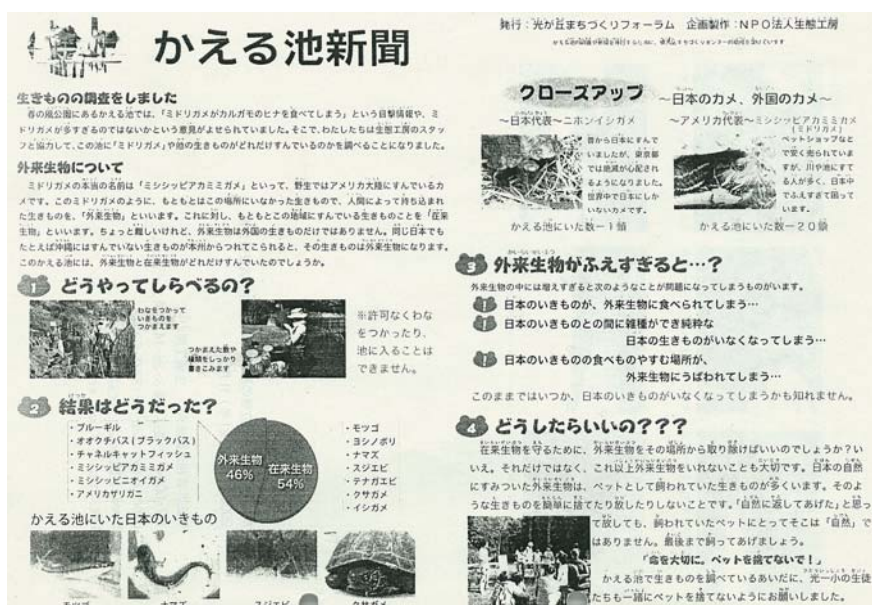 かえる池新聞
発行：光が丘まちづくりフォーラム　企画製作：NPO法人生態工房
生きものの調査をしました
春の風公園にあるかえる池では、「ミドリガメがカルガモのヒナを食べてしまう」という目撃情報や、ミ
ドリガメが多すぎるのではないかという意見がよせられていました。そこで、わたしたちは生態工房のスタッ
フと協力して、この池に「ミドリガメ」や他の生きものがどれだけすんでいるのかを調べることになりました。
外来生物について
ミドリガメの本当の名前は「ミシシッピアカミミガメ」といって、野生ではアメリカ大陸にすんでいるカ
メです。このミドリガメのように、もともとはこの場所にいなかった生きもので、人間によって持ち込まれ
た生きものを、「外来生物」といいます。これに対し、もともとこの地域にすんでいる生きもののことを「在来
生物」といいます。ちょっと難しいけれど、外来生物は外国の生きものだけではありません。同じ日本でも
たとえば沖縄にはすんでいない生きものが本州からつれてこられると、その生きものは外来生物になります。
このかえる池には、外来生物と在来生物がどれだけすんでいたのでしょうか。
1 どうやってしらべるの？
わなをつかって
いきものを
つかまえます
つかまえた数や
種類をしっかり
書きこみます
※許可なくわな
をつかったり、
池に入ることは
できません。
2 結果はどうだった？
・ブルーギル
・オオクチバス(ブラックバス)
・チャネルキャットフィッシュ
・ミシシッピアカミミガメ
・ミシシッピニオイガメ
・アメリカザリガニ
外来生物
46%
在来生物
54%
・モツゴ
・ヨシノボリ
・ナマズ
・スジエビ
・テナガエビ
・クサガメ
・イシガメ
かえる池にいた日本のいきもの
モツゴ
ナマズ
スジエビ
クサガメ
クローズアップ
～日本のカメ、外国のカメ～
～日本代表～ニホンイシガメ
昔から日本にすんで
いましたが、東京都
では絶滅が心配され
るようになりました。
世界中で日本にしか
いないカメです。
かえる池にいた数ー1頭
～アメリカ代表～ミシシッピアカミミガメ
(ミドリガメ)
ペットショップなど
で安く売られていま
すが、川や池にすて
る人が多く、日本中
でふえすぎて困って
います。
かえる池にいた数ー20頭
3 外来生物がふえすぎると…？
外来生物の中には増えすぎると次のようなことが問題になってしまうものがいます。
日本のいきものが、外来生物に食べられてしまう…
日本のいきものとの間に雑種ができ純粋な
日本の生きものがいなくなってしまう…
日本のいきものの食べものやすむ場所が、
外来生物にうばわれてしまう…
このままではいつか、日本のいきものがいなくなってしまうかも知れません。
4 どうしたらいいの？？？
在来生物を守るために、外来生物をその場所から取り除けばいいのでしょうか？い
いえ。それだけではなく、これ以上外来生物をいれないことも大切です。日本の自然
にすみついた外来生物は、ペットとして飼われていた生きものが多くいます。そのよ
うな生きものを簡単に捨てたり放したりしないことです。「自然に返してあげた」と思っ
て放しても、飼われていたペットにとってそこは「自然」で
はありません。最後まで飼ってあげましょう。
「命を大切に。ペットを捨てないで！」
かえる池で生きものを調べているあいだに、光一小の生徒
たちも一緒にペットを捨てないようにお願いしました。